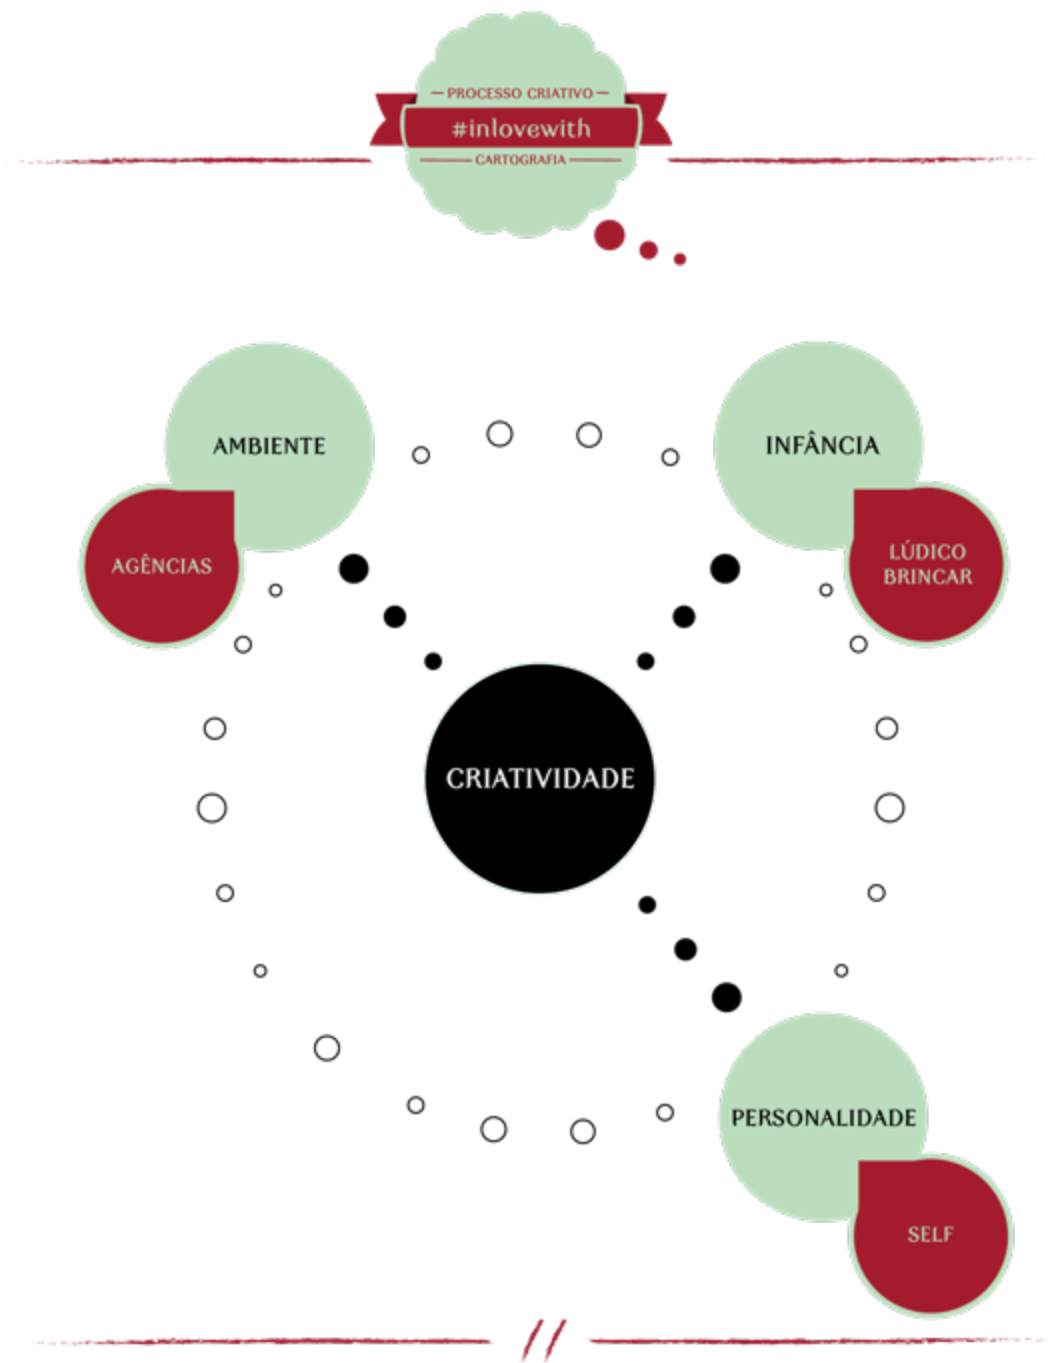 PROCESSO CRIATIVO
#inlovewith
CARTOGRAFIA
AMBIENTE
AGÊNCIAS
INFÂNCIA
LÚDICO
BRINCAR
CRIATIVIDADE
PERSONALIDADE
SELF